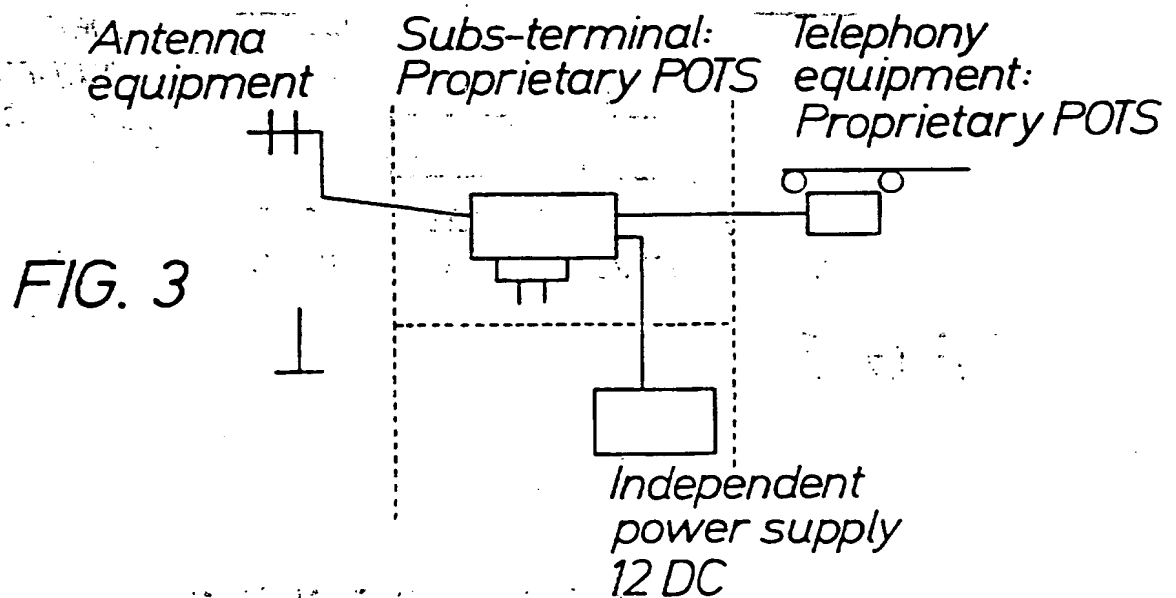 Antenna
equipment
Subs-terminal:
Proprietary POTS
Telephony
equipment:
Proprietary POTS
FIG. 3
Independent
power supply
12 DC